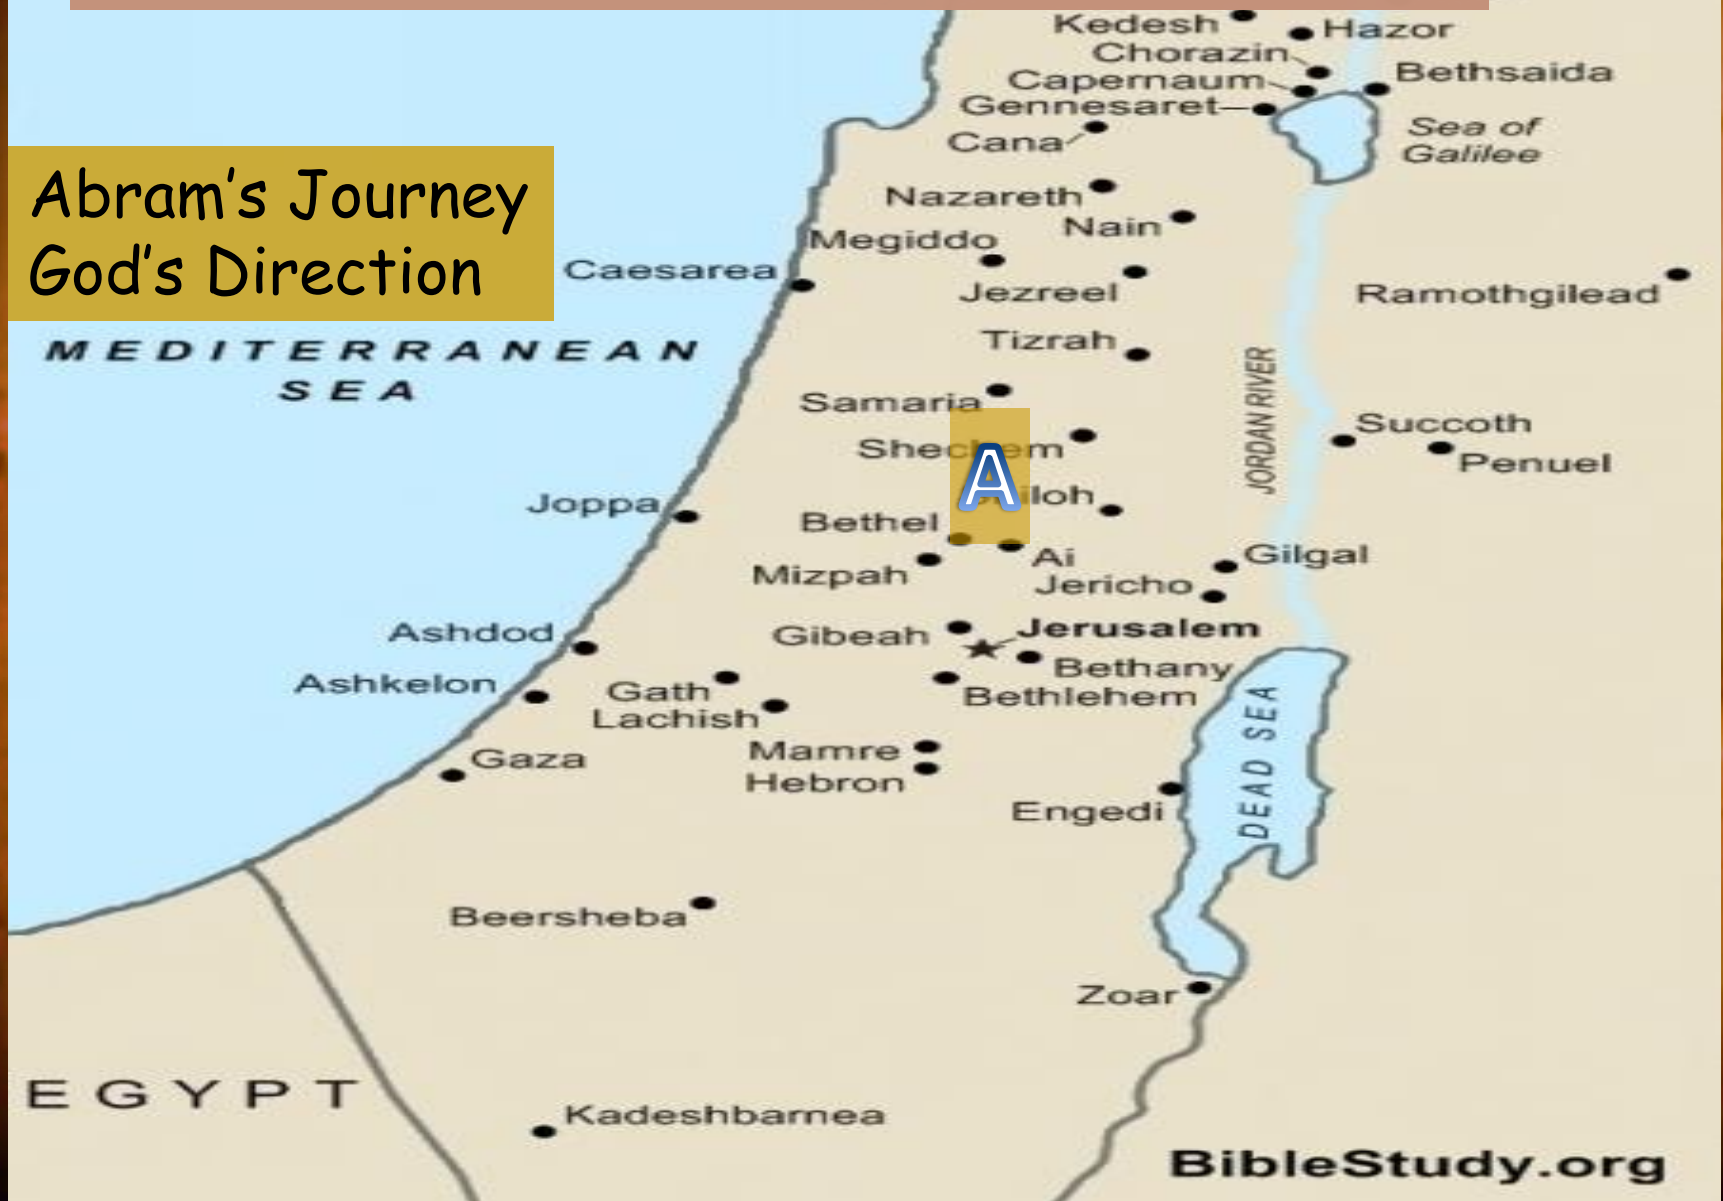 Kedesh
Hazor
Chorazin
Capernaum
Bethsaida
Gennesaret
Cana
Sea of
Galilee
Abram's Journey
God's Direction
Nazareth
Nain
Megiddo
Caesarea
Jezreel
Ramothgilead
MEDITERRANEAN
SEA
Tizrah
JORDAN RIVER
Samaria
Shechem
A
Succoth
Penuel
Joppa
Bethel
Ai
Gilgal
Mizpah
Jericho
Ashdod
Gibeah
Jerusalem
Bethany
Ashkelon
Gath
Bethlehem
Lachish
DEAD SEA
Mamre
Gaza
Hebron
Engedi
Beersheba
Zoar
EGYPT
Kadeshbarnea
BibleStudy.org